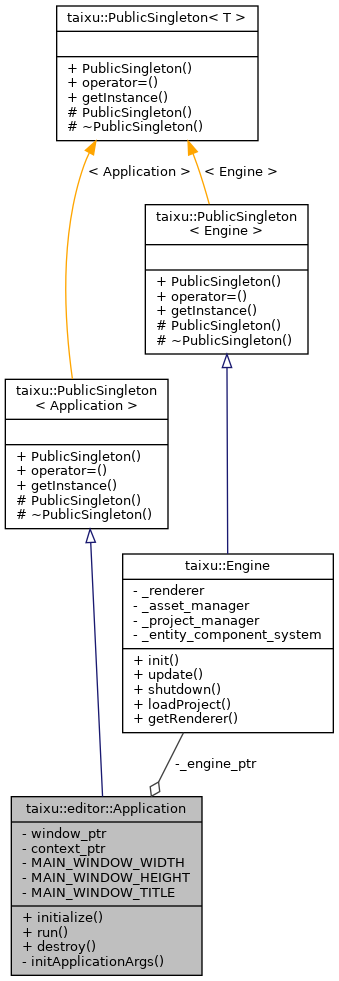 taixu::PublicSingleton< T >
+ PublicSingleton()
+ operator=()
+ getInstance()
# PublicSingleton()
# ~PublicSingleton()
< Application >
< Engine >
taixu::PublicSingleton
< Engine >
+ PublicSingleton()
+ operator=()
+ getInstance()
# PublicSingleton()
# ~PublicSingleton()
taixu::PublicSingleton
< Application >
+ PublicSingleton()
+ operator=()
+ getInstance()
# PublicSingleton()
# ~PublicSingleton()
taixu::Engine
- _renderer
- _asset_manager
- _project_manager
- _entity_component_system
+ init()
+ update()
+ shutdown()
+ loadProject()
+ getRenderer()
-_engine_ptr
taixu::editor::Application
- window_ptr
- context_ptr
- MAIN_WINDOW_WIDTH
- MAIN_WINDOW_HEIGHT
- MAIN_WINDOW_TITLE
+ initialize()
+ run()
+ destroy()
- initApplicationArgs()